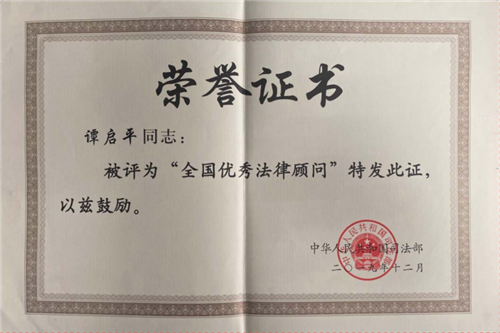 荣誉证书
谭启平同志：
被评为“全国优秀法律顾问”特发此证，
以兹鼓励。
中华人民共和国司法部
二〇一九年十二月